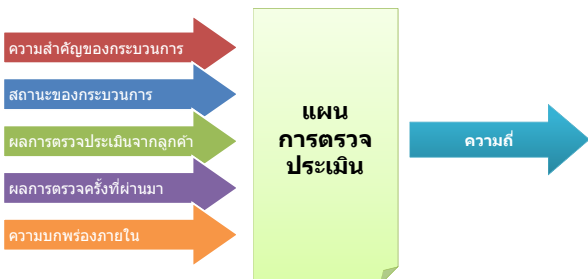 ความสำคัญของกระบวนการ
สถานะของกระบวนการ
ผลการตรวจประเมินจากลูกค้า
ผลการตรวจครั้งที่ผ่านมา
ความบกพร่องภายใน
แผน
การตรวจ
ประเมิน
ความถี่